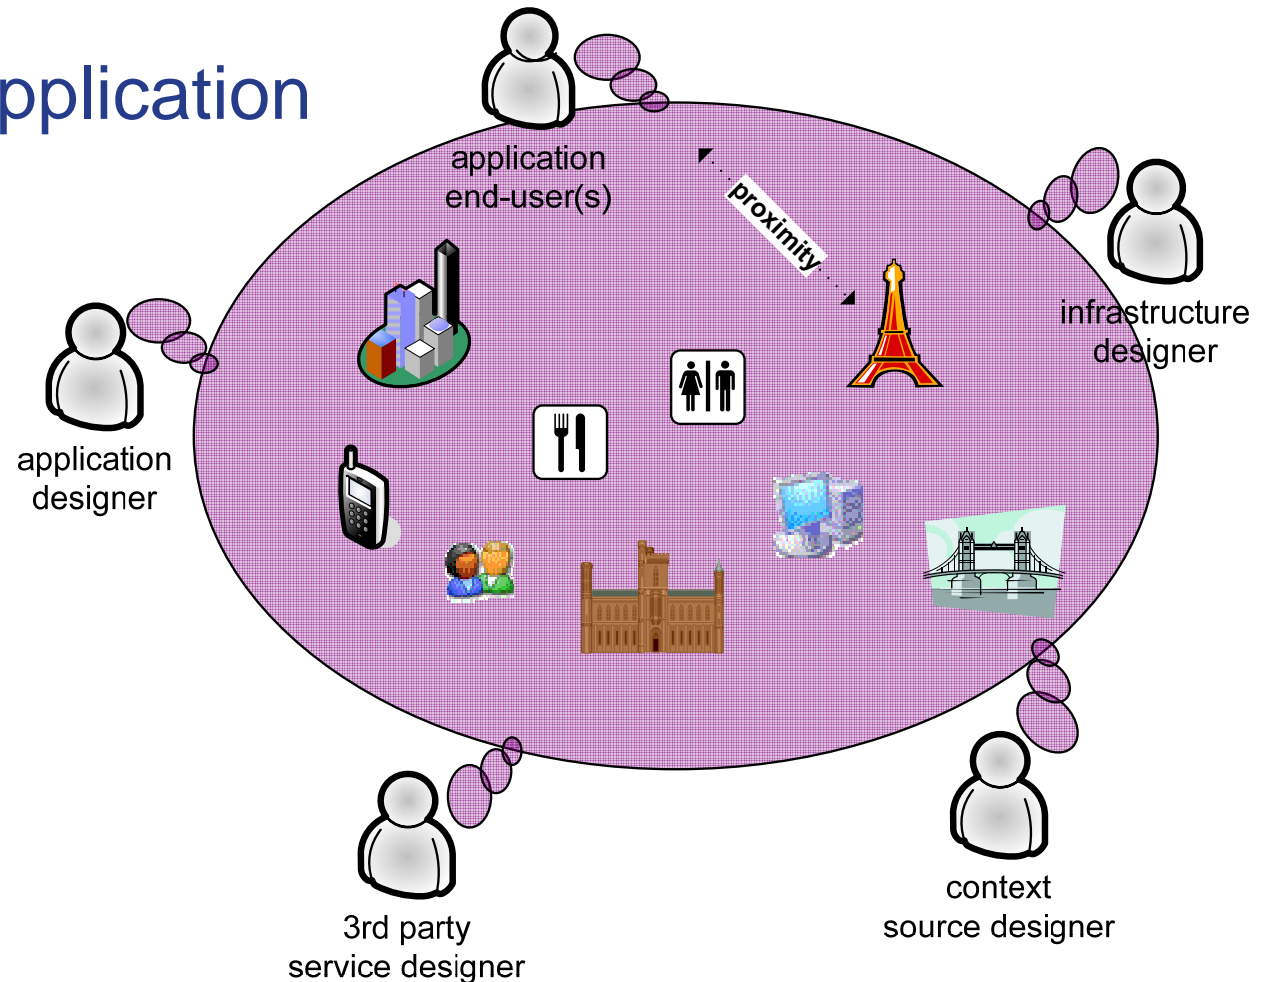 pplication
application
end-user(s)
proximity
infrastructure
designer
application
designer
context
source designer
3rd party
service designer